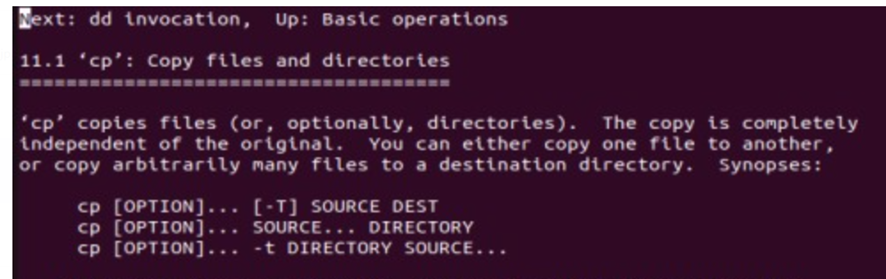 Next: dd invocation,  Up: Basic operations
11.1 ‘cp’: Copy files and directories
=====================================
‘cp’ copies files (or, optionally, directories).  The copy is completely
independent of the original.  You can either copy one file to another,
or copy arbitrarily many files to a destination directory.  Synopses:
cp [OPTION]... [-T] SOURCE DEST
cp [OPTION]... SOURCE... DIRECTORY
cp [OPTION]... -t DIRECTORY SOURCE...